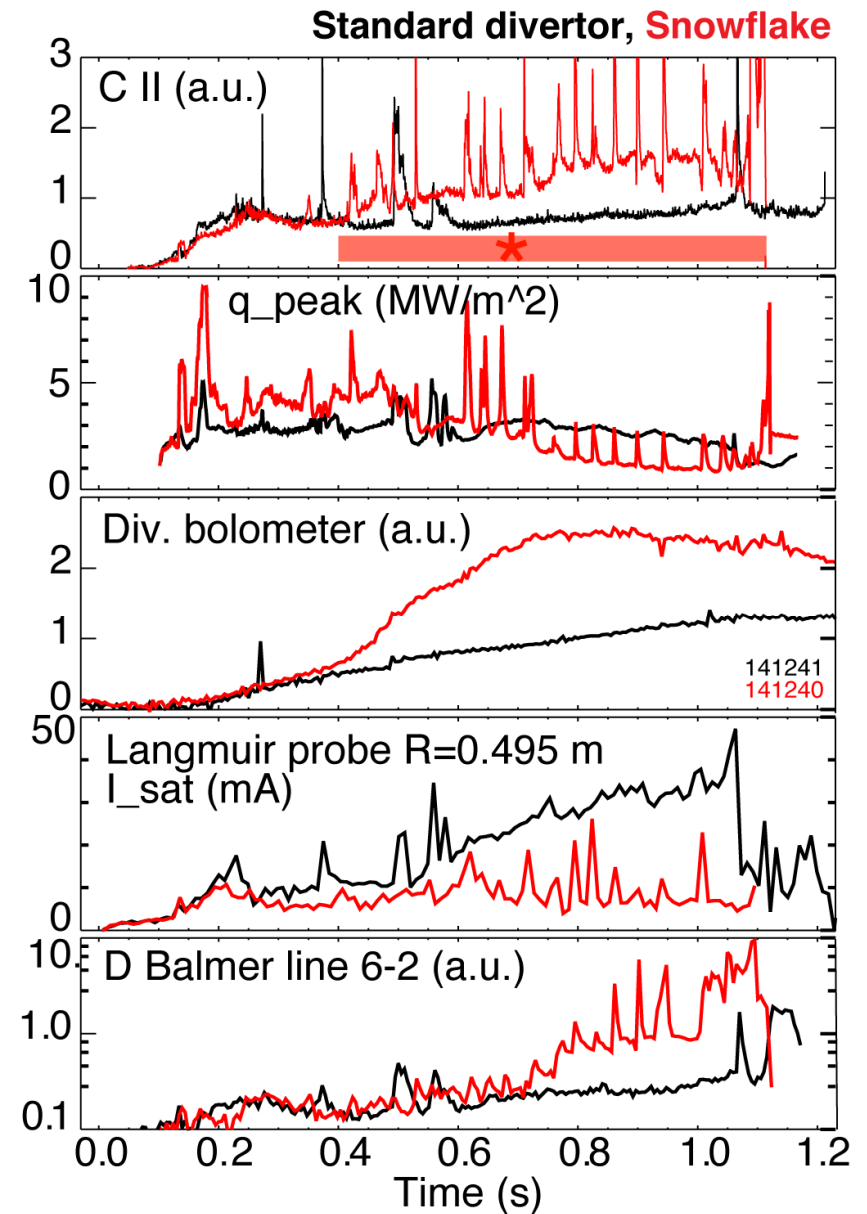 Standard divertor, Snowflake
3
C II (a.u.)
2
1
0
*
10
q_peak (MW/m^2)
5
0
Div. bolometer (a.u.)
2
1
141241
141240
0
50
Langmuir probe R=0.495 m
I_sat (mA)
0
10.
D Balmer line 6-2 (a.u.)
1.0
0.1
0.0 0.2 0.4 0.6 0.8 1.0 1.2
Time (s)